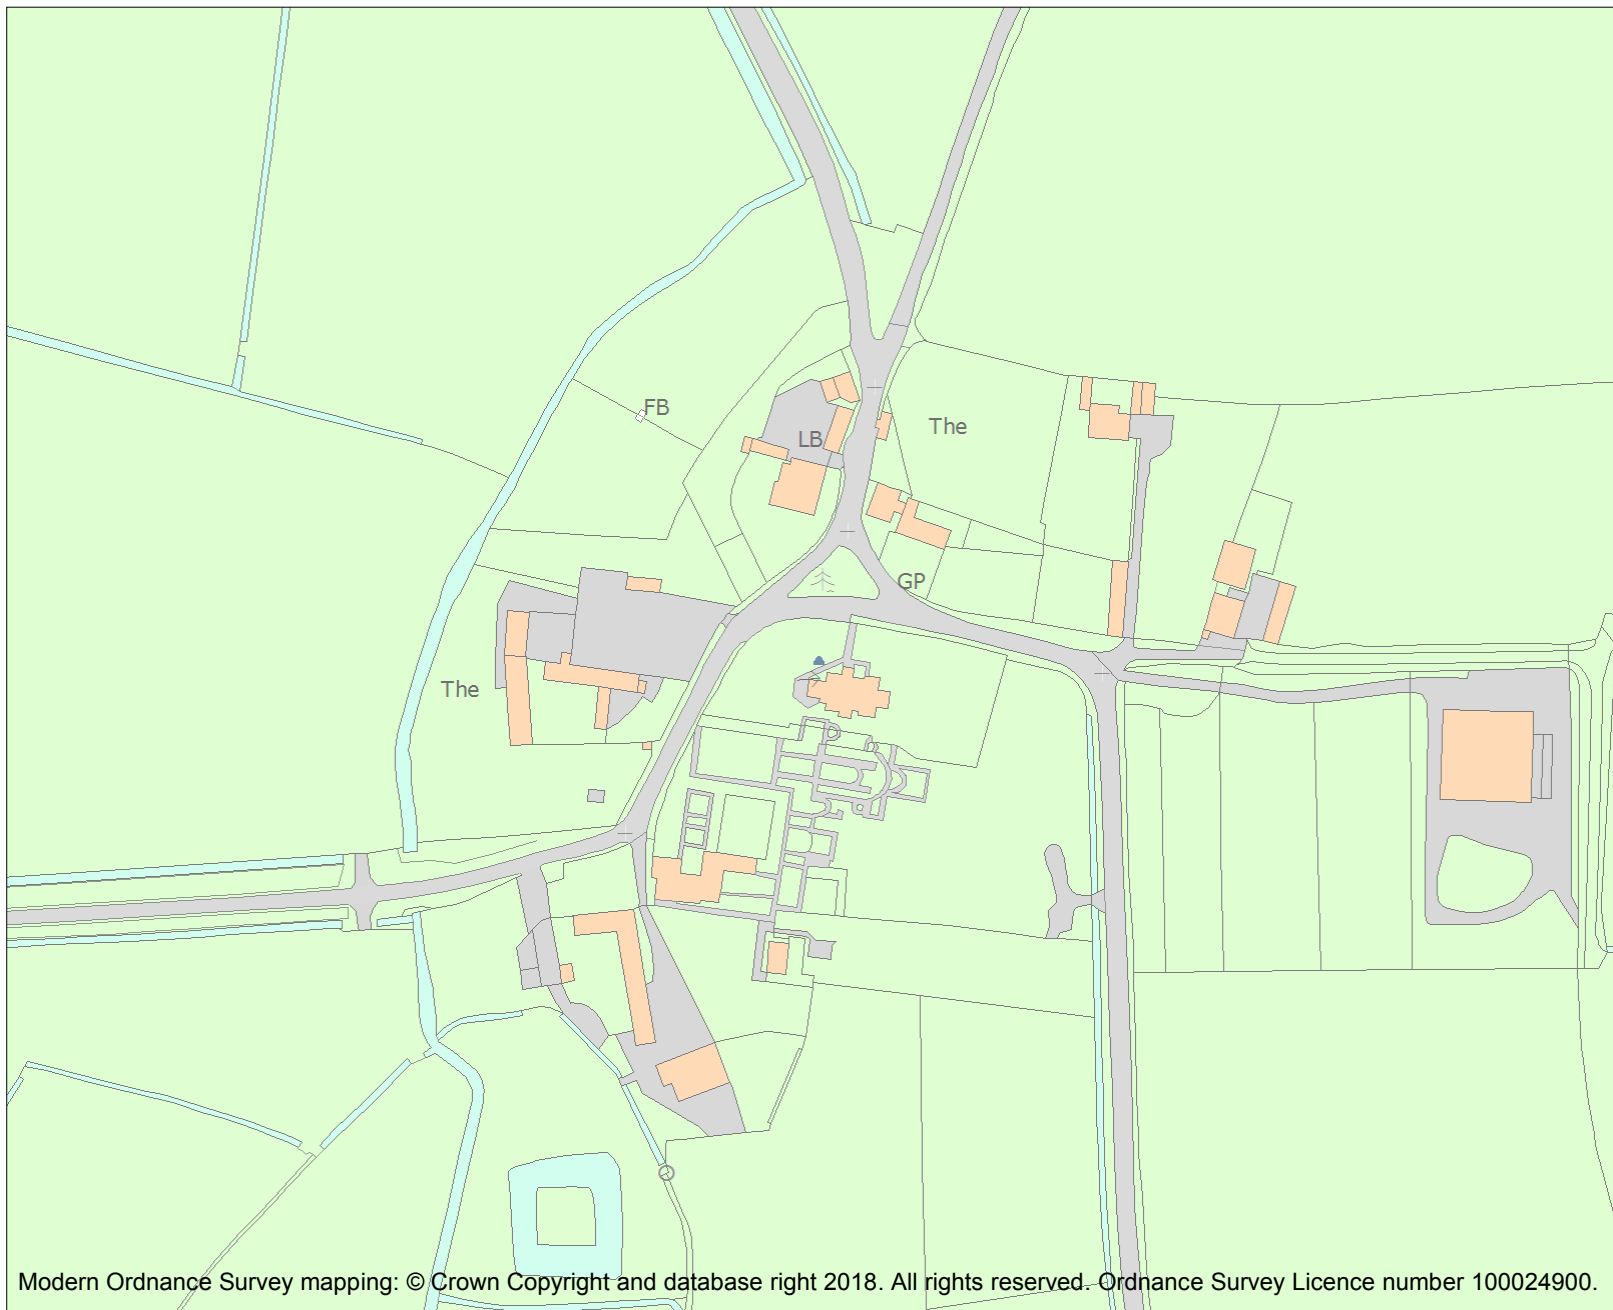 FB
The
LB
GP
The
Modern Ordnance Survey mapping: © Crown Copyright and database right 2018. All rights reserved. Ordnance Survey Licence number 100024900.